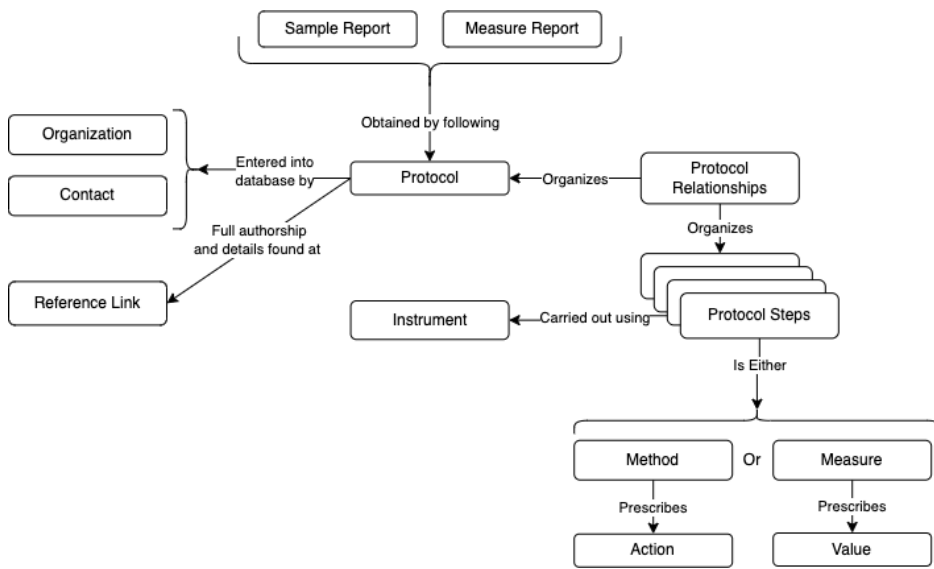 Sample Report
Measure Report
Obtained by following
Organization
Contact
Entered into
database by
Protocol
Organizes
Protocol
Relationships
Full authorship
and details found at
Organizes
Reference Link
Instrument
Carried out using
Protocol Steps
Is Either
Method
Or
Measure
Prescribes
Prescribes
Action
Value